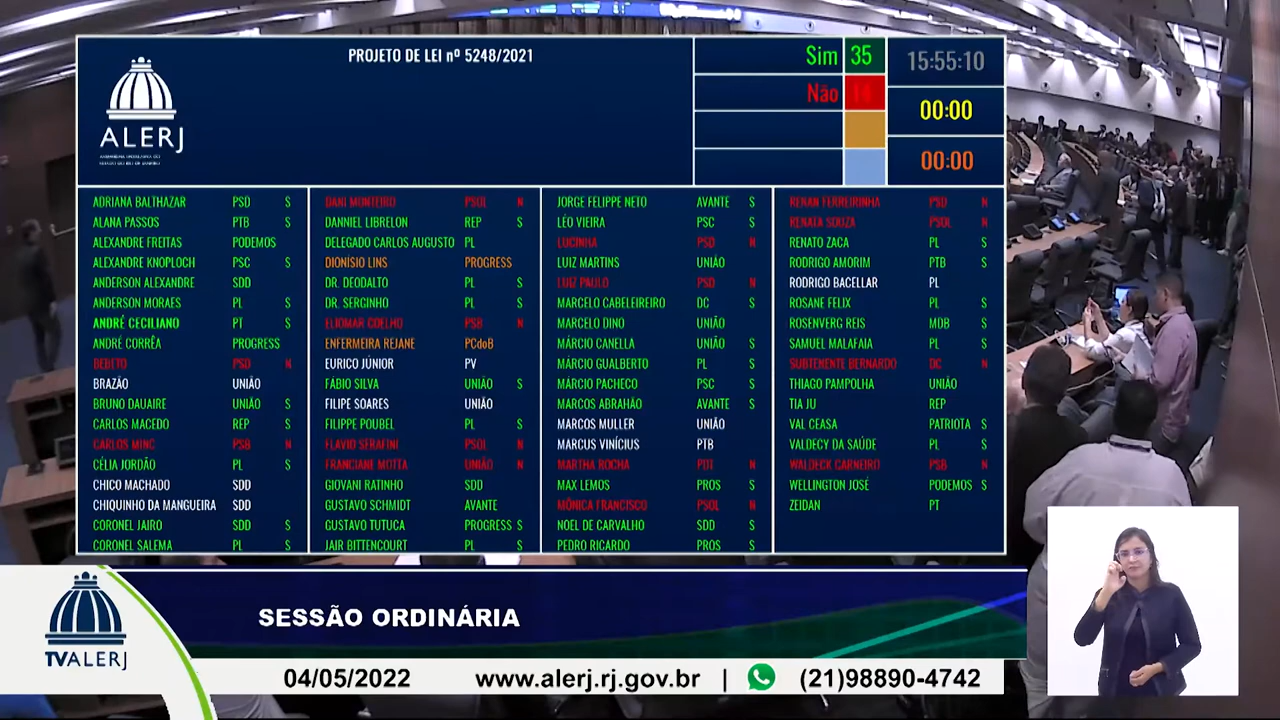 PROJETO DE LEI nº 5248/2021
ALERJ
Sim 35
Não
15:55:10
00:00
00:00
ADRIANA BALTHAZAR PSD S
ALANA PASSOS PTB S
ALEXANDRE FREITAS PODEMOS
ALEXANDRE KNOPLOCH PSC S
ANDERSON ALEXANDRE SDD
ANDERSON MORAES PL S
ANDRÉ CECILIANO PT S
ANDRÉ CORRÊA PROGRESS
BEBETO PSD N
BRAZÃO UNIÃO
BRUNO DAUAIRE UNIÃO S
CARLOS MACEDO REP S
CARLOS MINC PSB N
CÉLIA JORDÃO PL S
CHICO MACHADO SDD
CHIQUINHO DA MANGUEIRA SDD
CORONEL JAIRO SDD S
CORONEL SALEMA PL S
DANI MONTEIRO PSOL N
DANNIEL LIBRELON REP S
DELEGADO CARLOS AUGUSTO PL
DIONÍSIO LINS PROGRESS
DR. DEODALTO PL S
DR. SERGINHO PL S
ELIOMAR COELHO PSB N
ENFERMEIRA REJANE PCdoB
EURICO JÚNIOR PV
FÁBIO SILVA UNIÃO S
FILIPE SOARES UNIÃO
FILIPPE POUBEL PL S
FLAVIO SERAFINI PSOL N
FRANCIANE MOTTA UNIÃO N
GIOVANI RATINHO SDD
GUSTAVO SCHMIDT AVANTE
GUSTAVO TUTUCA PROGRESS S
JAIR BITTENCOURT PL S
JORGE FELIPPE NETO AVANTE S
LÉO VIEIRA PSC S
LUCINHA PSD N
LUIZ MARTINS UNIÃO
LUIZ PAULO PSD N
MARCELO CABELEIREIRO DC S
MARCELO DINO UNIÃO
MÁRCIO CANELLA UNIÃO S
MÁRCIO GUALBERTO PL S
MÁRCIO PACHECO PSC S
MARCOS ABRAHÃO AVANTE S
MARCOS MULLER UNIÃO
MARCUS VINÍCIUS PTB
MARTHA ROCHA PDT N
MAX LEMOS PROS S
MÔNICA FRANCISCO PSOL N
NOEL DE CARVALHO SDD S
PEDRO RICARDO PROS S
RENAN FERREIRINHA PSD N
RENATA SOUZA PSOL N
RENATO ZACA PL S
RODRIGO AMORIM PTB S
RODRIGO BACELLAR PL
ROSANE FELIX PL S
ROSENVERG REIS MDB S
SAMUEL MALAFAIA PL S
SUBTENENTE BERNARDO DC N
THIAGO PAMPOLHA UNIÃO
TIA JU REP
VAL CEASA PATRIOTA S
VALDECY DA SAÚDE PL S
WALDECK CARNEIRO PSB N
WELLINGTON JOSÉ PODEMOS S
ZEIDAN PT
SESSÃO ORDINÁRIA
TVALERJ
04/05/2022 www.alerj.rj.gov.br | (21)98890-4742